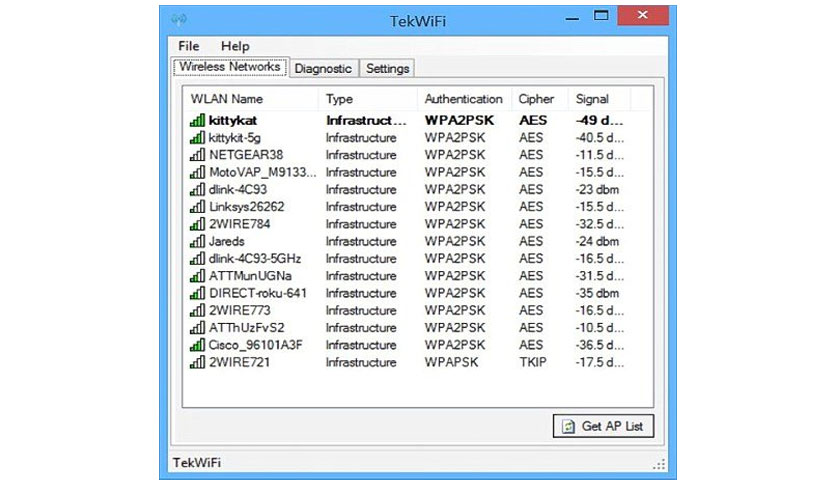 TekWiFi
File Help
Wireless Networks Diagnostic Settings
WLAN Name Type Authentication Cipher Signal
kittykat Infrastruct... WPA2PSK AES -49 d...
kittykit-5g Infrastructure WPA2PSK AES -40.5 d...
NETGEAR38 Infrastructure WPA2PSK AES -11.5 d...
MotoVAP_M9133... Infrastructure WPA2PSK AES -15.5 d...
dlink-4C93 Infrastructure WPA2PSK AES -23 dbm
Linksys26262 Infrastructure WPA2PSK AES -15.5 d...
2WIRE784 Infrastructure WPA2PSK AES -32.5 d...
Jareds Infrastructure WPA2PSK AES -24 dbm
dlink-4C93-5GHz Infrastructure WPA2PSK AES -16.5 d...
ATTMunUGNa Infrastructure WPA2PSK AES -31.5 d...
DIRECT-roku-641 Infrastructure WPA2PSK AES -35 dbm
2WIRE773 Infrastructure WPA2PSK AES -16.5 d...
ATThUzFvS2 Infrastructure WPA2PSK AES -10.5 d...
Cisco_96101A3F Infrastructure WPA2PSK AES -36.5 d...
2WIRE721 Infrastructure WPAPSK TKIP -17.5 d...
Get AP List
TekWiFi